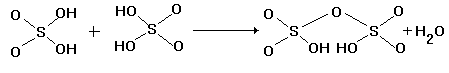 O OH HO O O O O
S + S S S +H₂O
O OH HO O O OH HO O